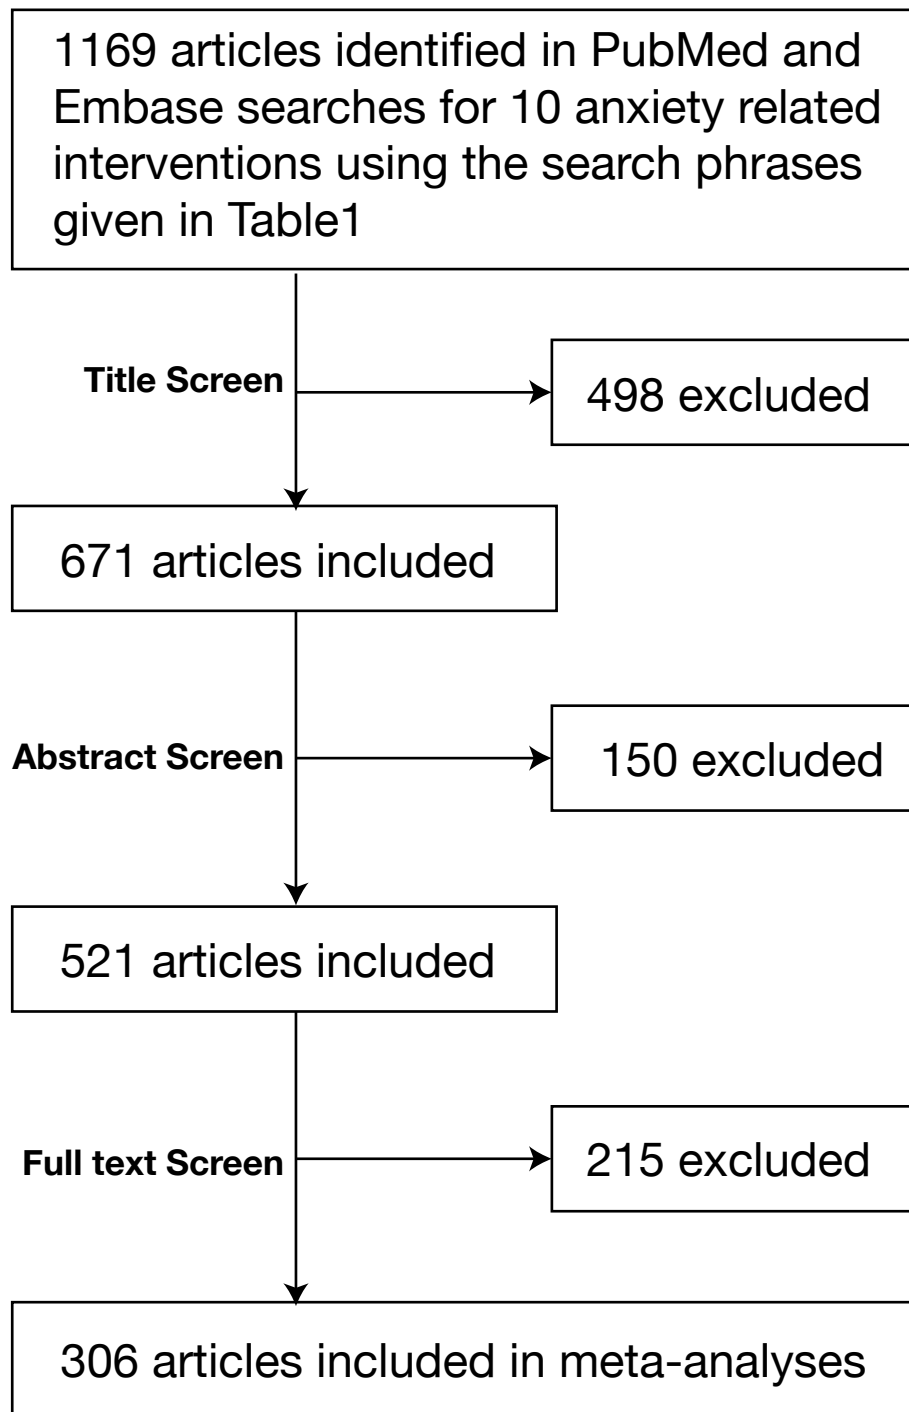 1169 articles identified in PubMed and
Embase searches for 10 anxiety related
interventions using the search phrases
given in Table1
Title Screen
498 excluded
671 articles included
Abstract Screen
150 excluded
521 articles included
Full text Screen
215 excluded
306 articles included in meta-analyses